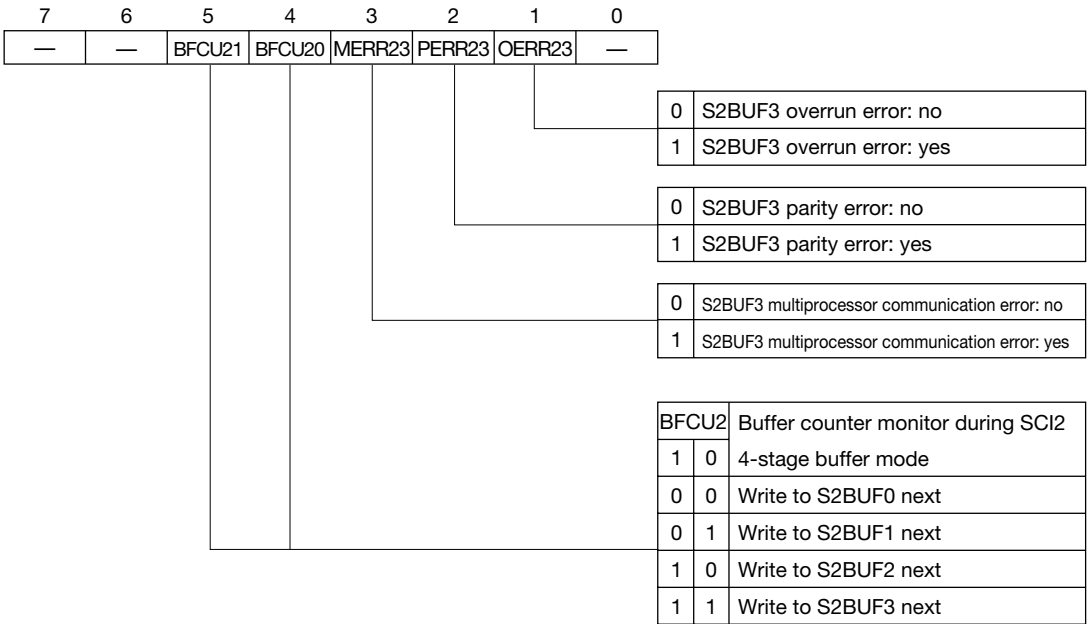 7 6 5 4 3 2 1 0
— — BFCU21 BFCU20 MERR23 PERR23 OERR23 —
0 S2BUF3 overrun error: no
1 S2BUF3 overrun error: yes
0 S2BUF3 parity error: no
1 S2BUF3 parity error: yes
0 S2BUF3 multiprocessor communication error: no
1 S2BUF3 multiprocessor communication error: yes
BFCU2 Buffer counter monitor during SCI2
1 0 4-stage buffer mode
0 0 Write to S2BUF0 next
0 1 Write to S2BUF1 next
1 0 Write to S2BUF2 next
1 1 Write to S2BUF3 next